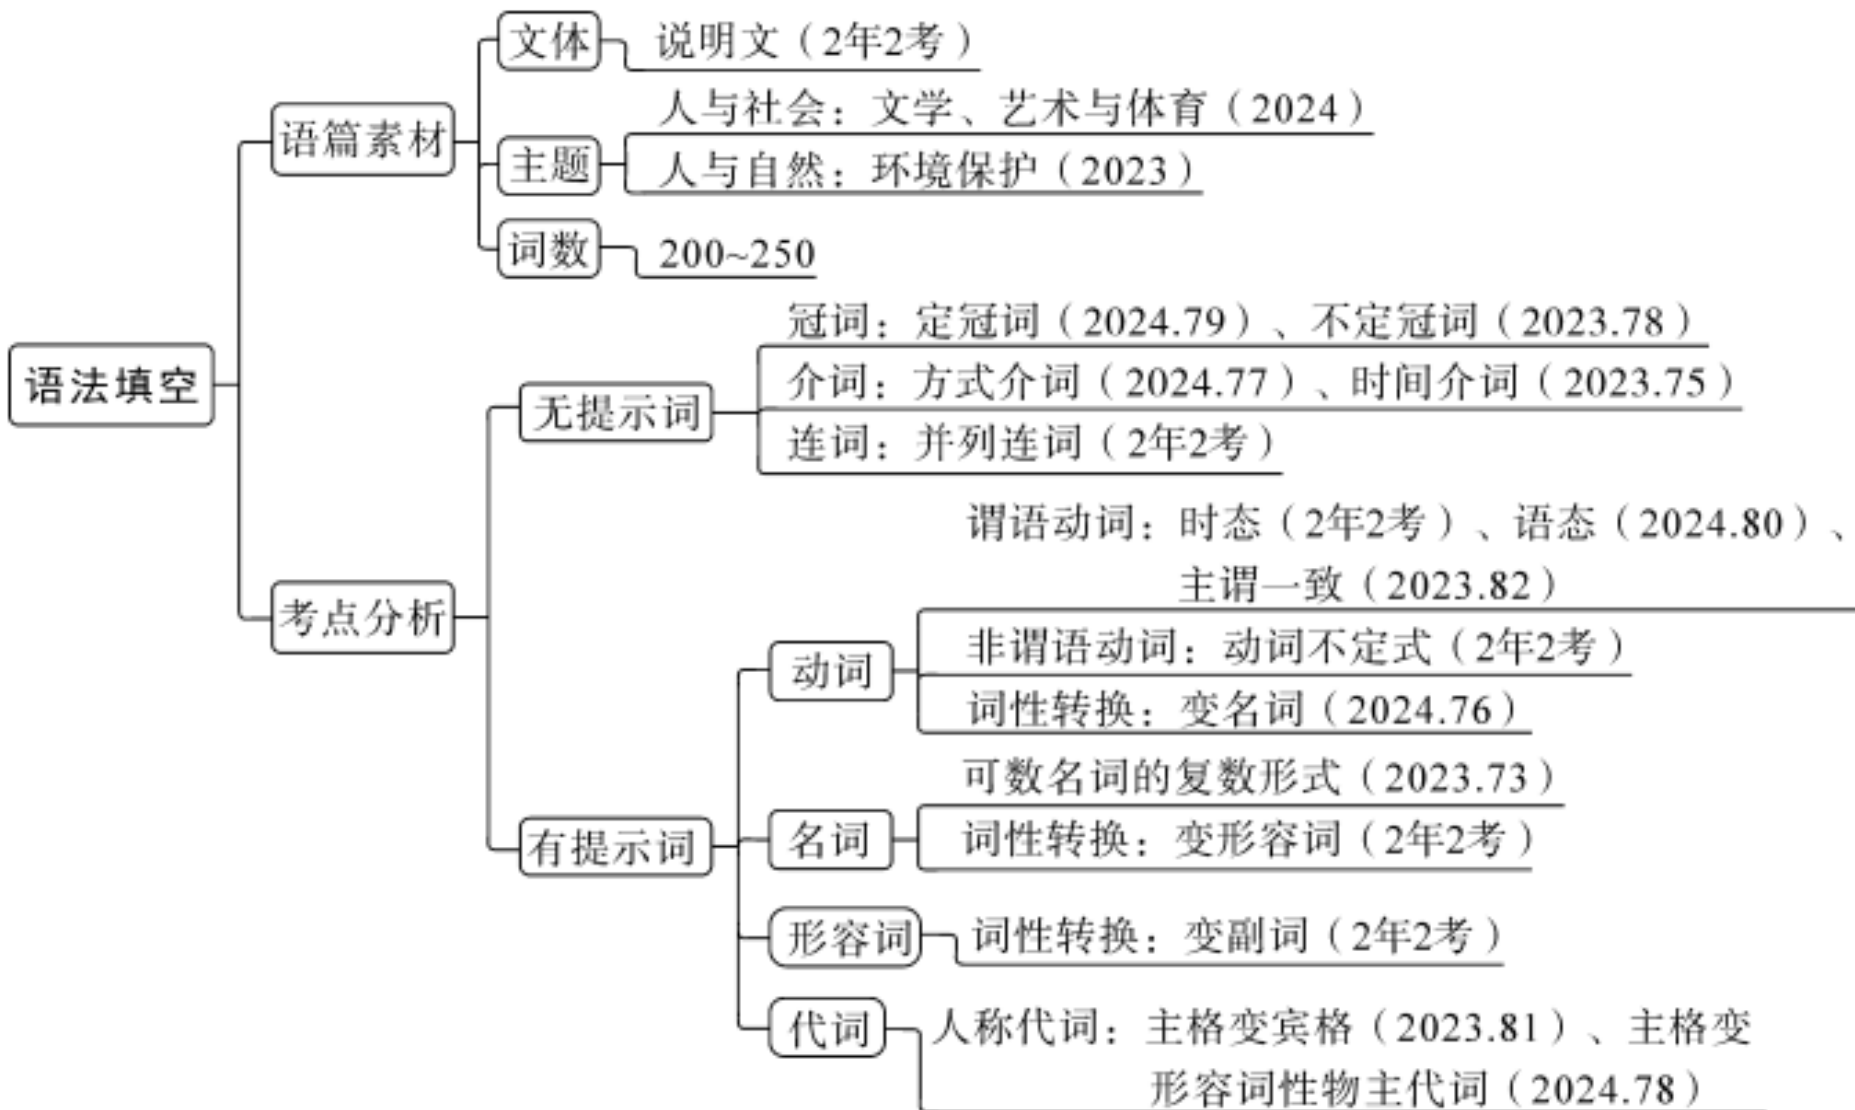 语法填空
语篇素材
文体
说明文（2年2考）
主题
人与社会：文学、艺术与体育（2024）
人与自然：环境保护（2023）
词数
200~250
考点分析
无提示词
冠词：定冠词（2024.79）、不定冠词（2023.78）
介词：方式介词（2024.77）、时间介词（2023.75）
连词：并列连词（2年2考）
有提示词
动词
谓语动词：时态（2年2考）、语态（2024.80）、
主谓一致（2023.82）
非谓语动词：动词不定式（2年2考）
词性转换：变名词（2024.76）
名词
可数名词的复数形式（2023.73）
词性转换：变形容词（2年2考）
形容词
词性转换：变副词（2年2考）
代词
人称代词：主格变宾格（2023.81）、主格变
形容词性物主代词（2024.78）